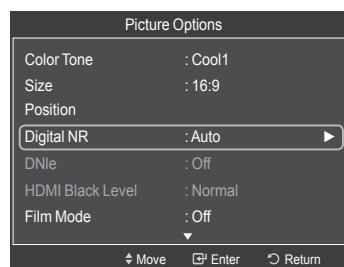 Picture Options
Color Tone : Cool1
Size : 16:9
Position
Digital NR : Auto
DNIe : Off
HDMI Black Level : Normal
Film Mode : Off
Move Enter Return